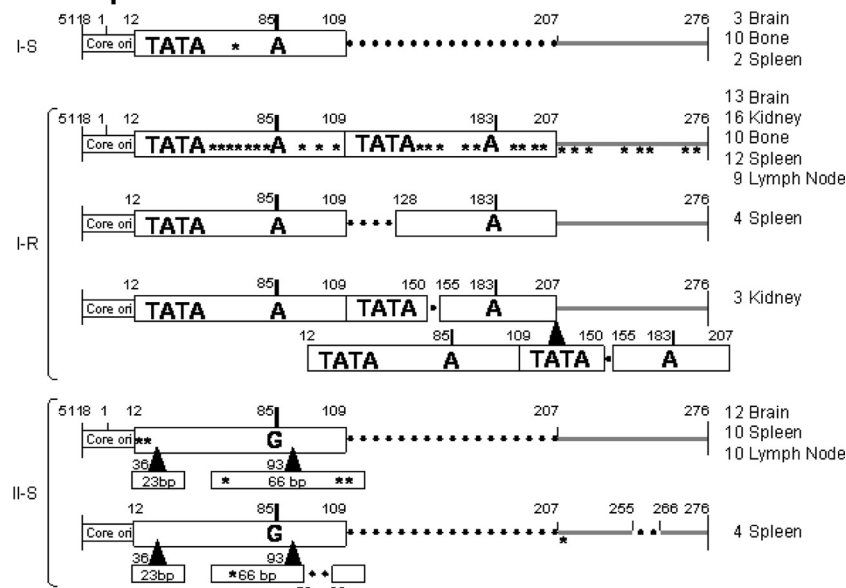 5118 1 12 85 109 207 276 3 Brain
I-S Core ori TATA * A 10 Bone
2 Spleen
13 Brain
5118 1 12 85 109 183 207 276 16 Kidney
Core ori TATA *******A * * * TATA*** **A ** ** *** *** ** 10 Bone
12 Spleen
9 Lymph Node
12 128 183 276
Core ori TATA A A 4 Spleen
I-R
12 85 109 150 155 183 207 276
Core ori TATA A TATA A 3 Kidney
12 85 109 150 155 183 207
TATA A TATA A
5118 1 12 85 109 207 276 12 Brain
Core ori ** G 10 Spleen
36 93 10 Lymph Node
23bp * 66 bp **
II-S
12 85 109 207 255 266 276
Core ori G * 4 Spleen
36 93
23bp *66 bp